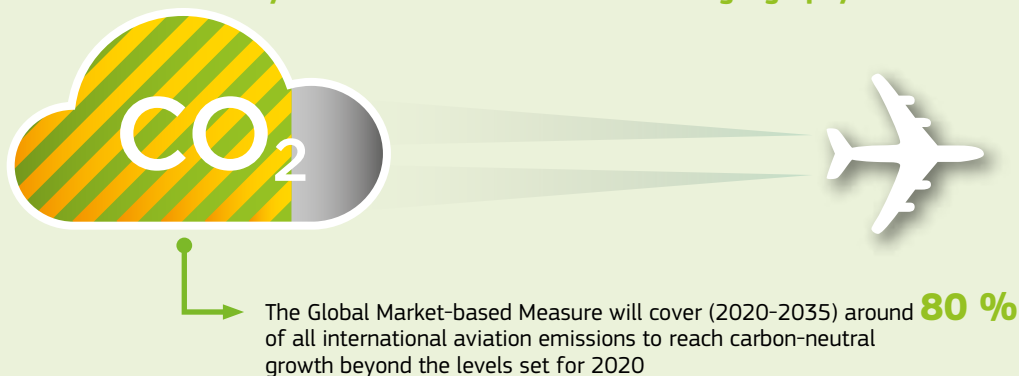 CO₂
The Global Market-based Measure will cover (2020-2035) around 80 %
of all international aviation emissions to reach carbon-neutral
growth beyond the levels set for 2020